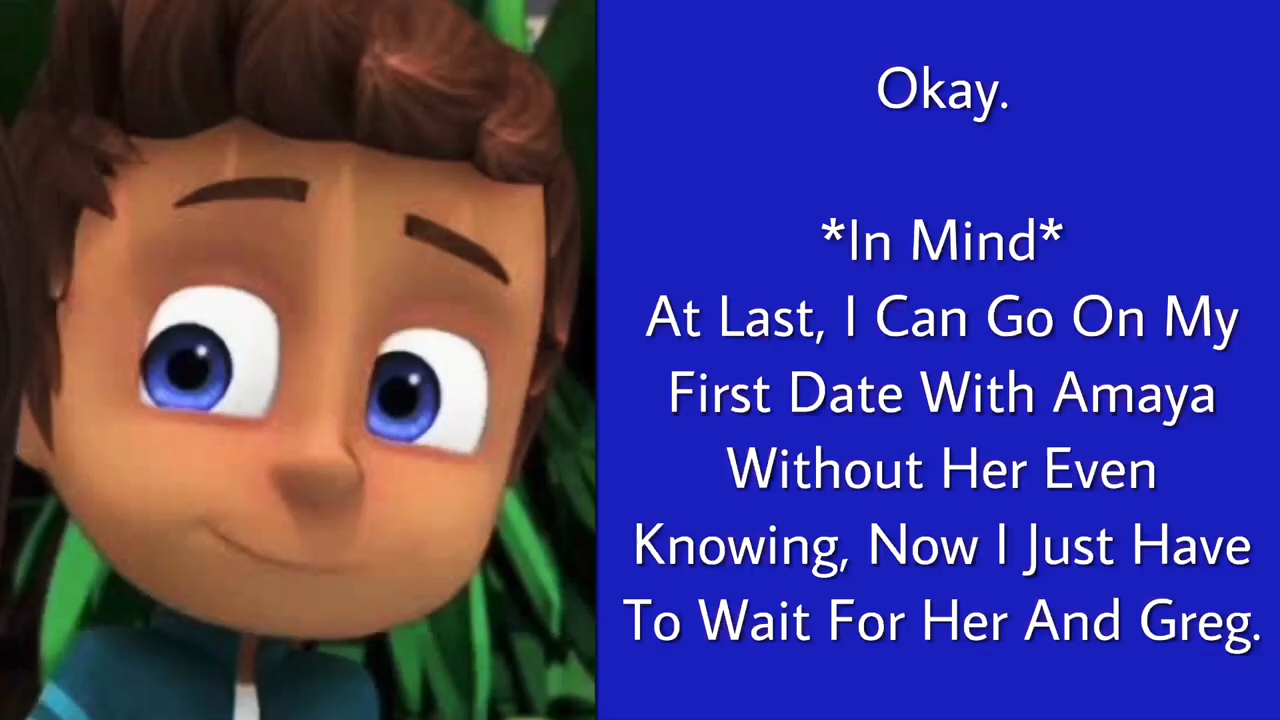 Okay.
*In Mind*
At Last, I Can Go On My
First Date With Amaya
Without Her Even
Knowing, Now I Just Have
To Wait For Her And Greg.